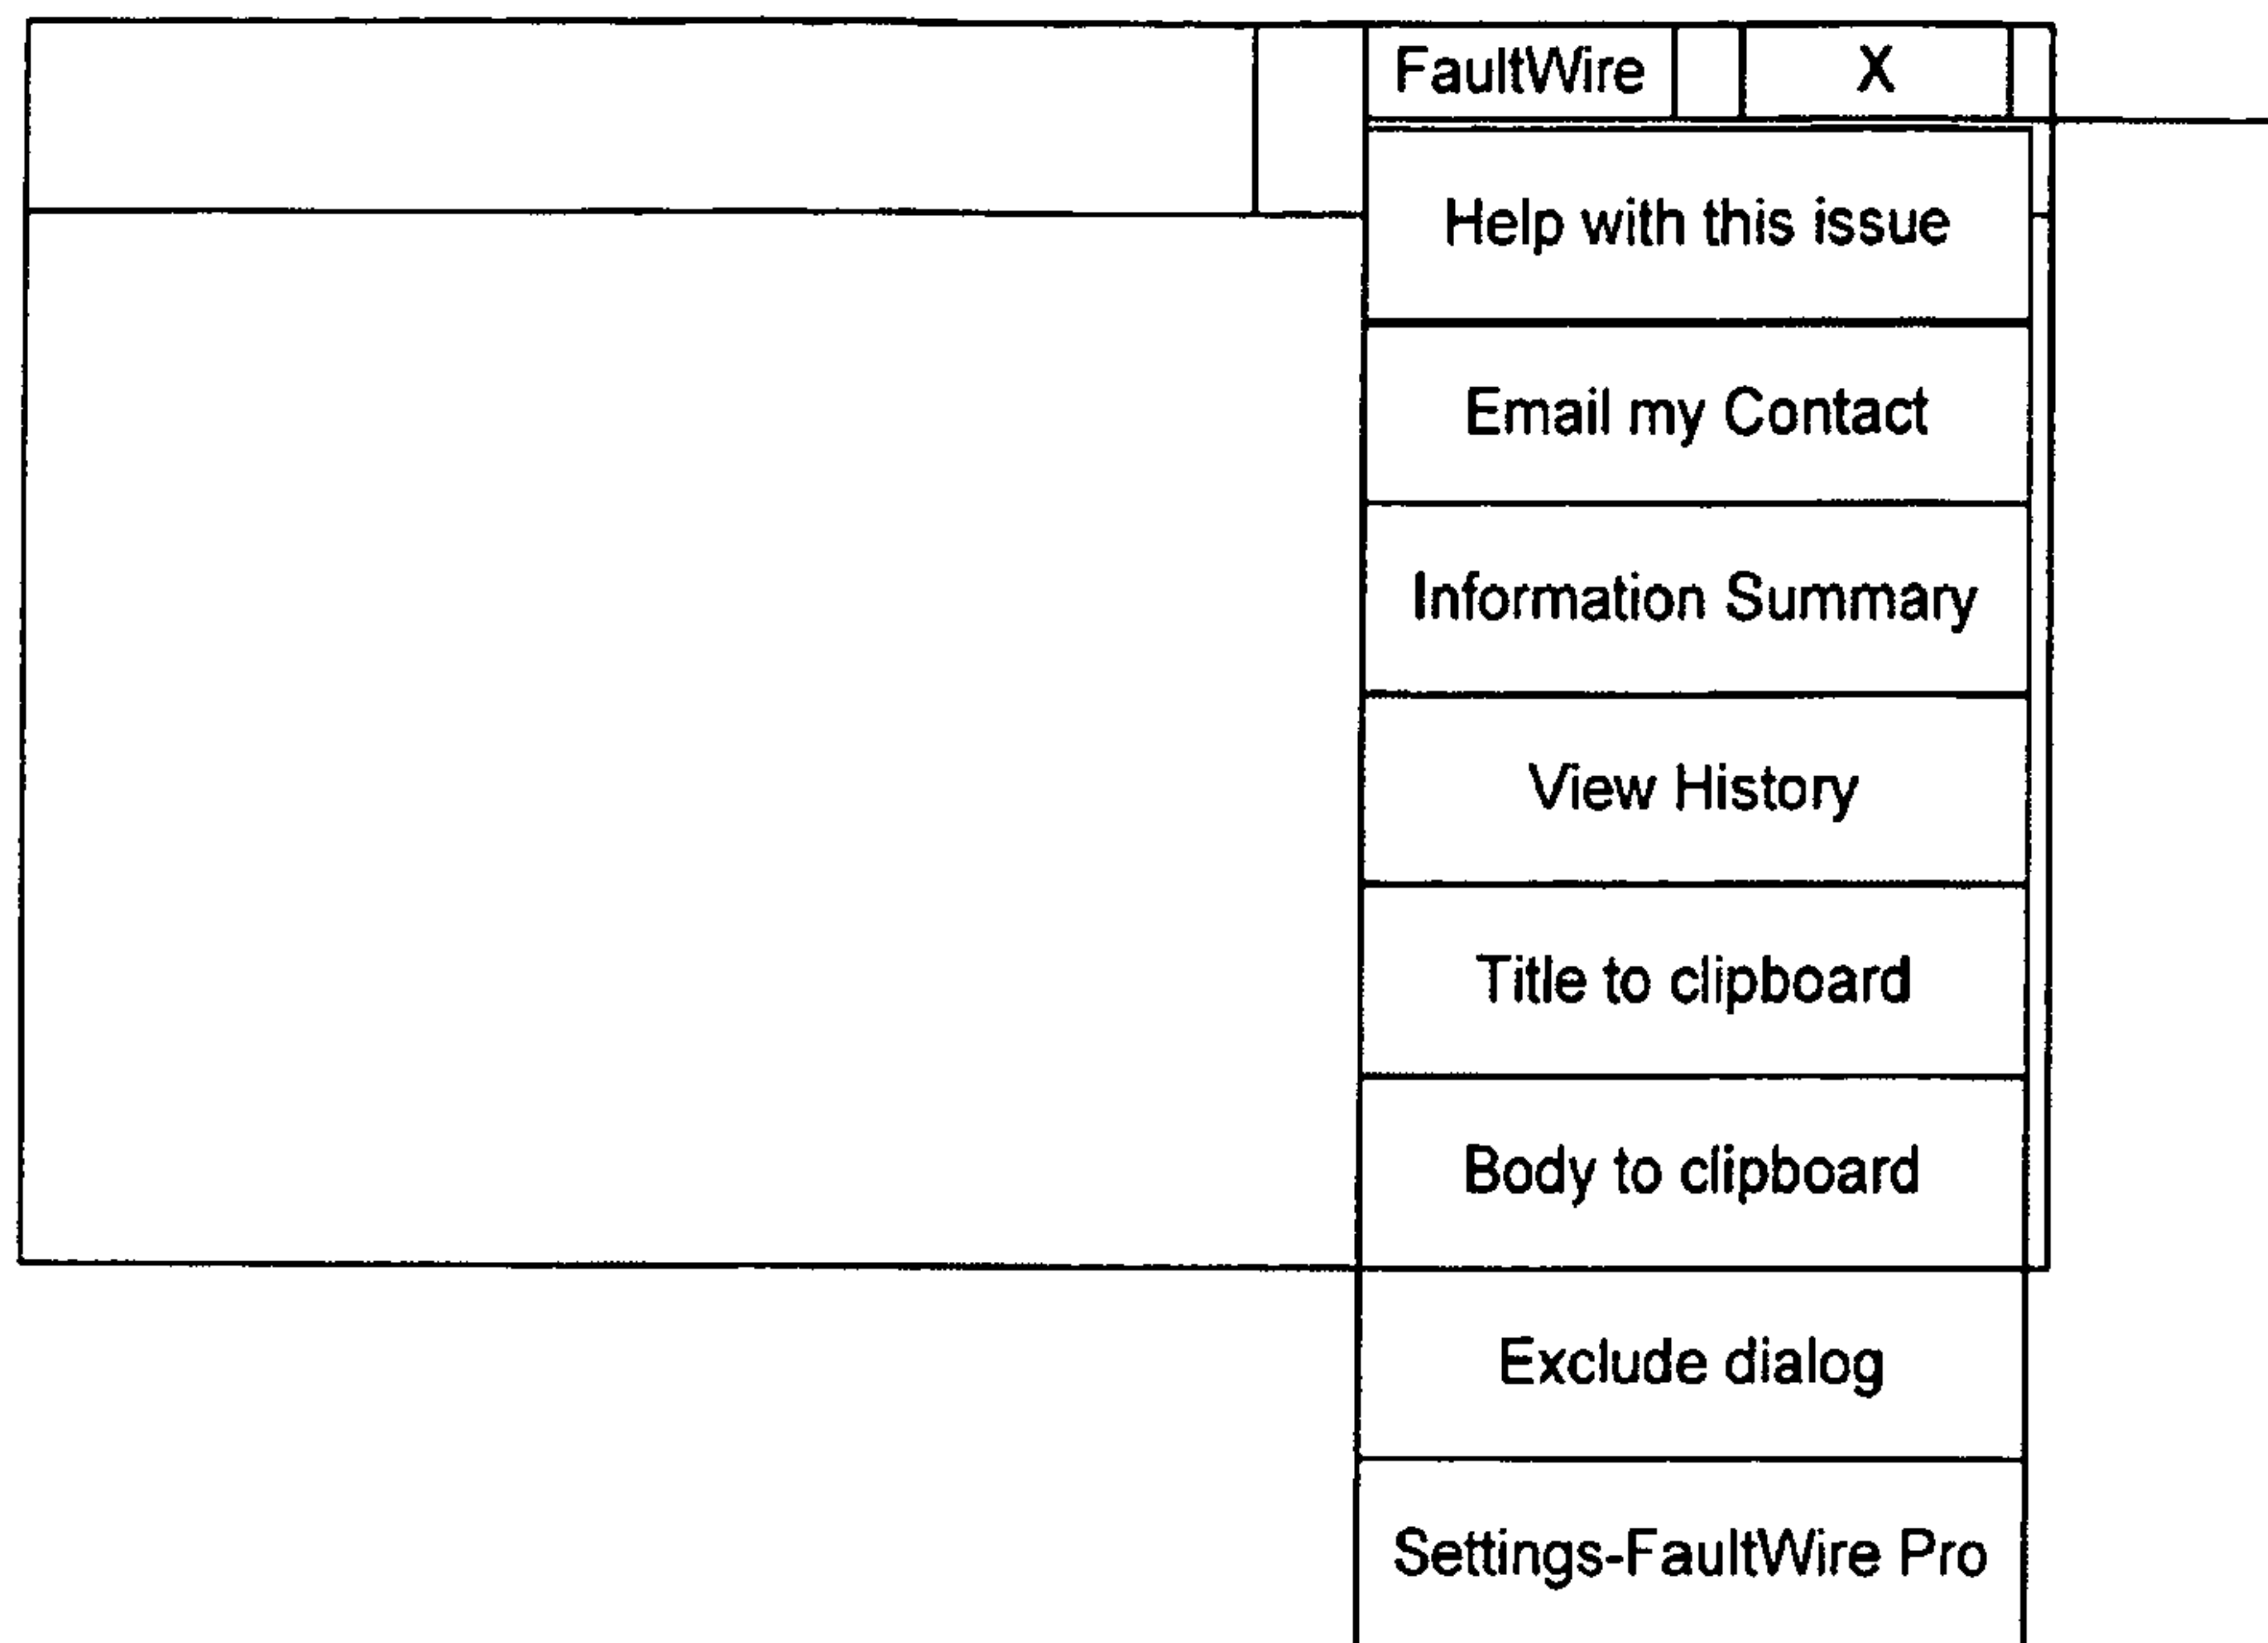 FaultWire X
Help with this issue
Email my Contact
Information Summary
View History
Title to clipboard
Body to clipboard
Exclude dialog
Settings-FaultWire Pro